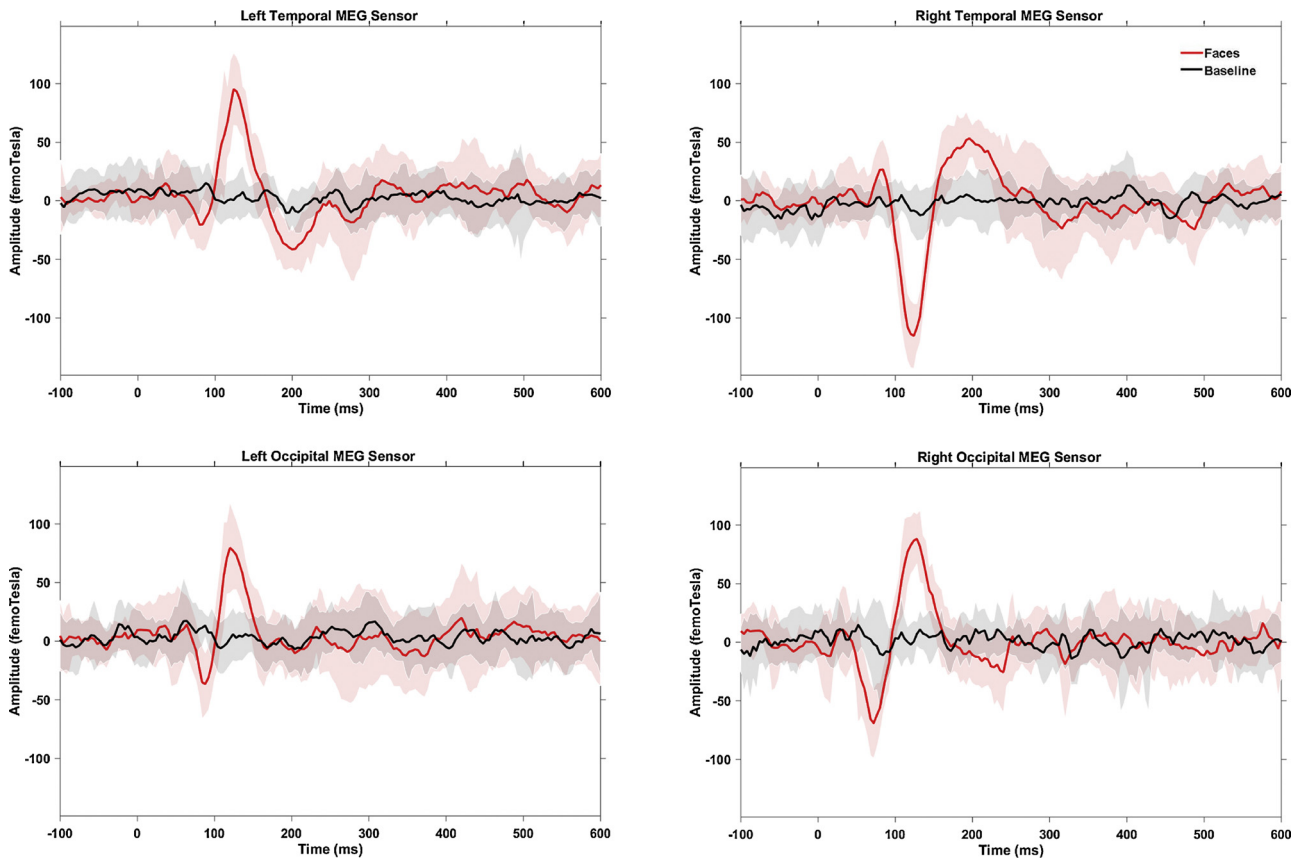 Left Temporal MEG Sensor
100
50
0
-50
-100
Amplitude (femoTesla)
-100 0 100 200 300 400 500 600
Time (ms)
Right Temporal MEG Sensor
Faces
Baseline
100
50
0
-50
-100
Amplitude (femoTesla)
-100 0 100 200 300 400 500 600
Time (ms)
Left Occipital MEG Sensor
100
50
0
-50
-100
Amplitude (femoTesla)
-100 0 100 200 300 400 500 600
Time (ms)
Right Occipital MEG Sensor
100
50
0
-50
-100
Amplitude (femoTesla)
-100 0 100 200 300 400 500 600
Time (ms)